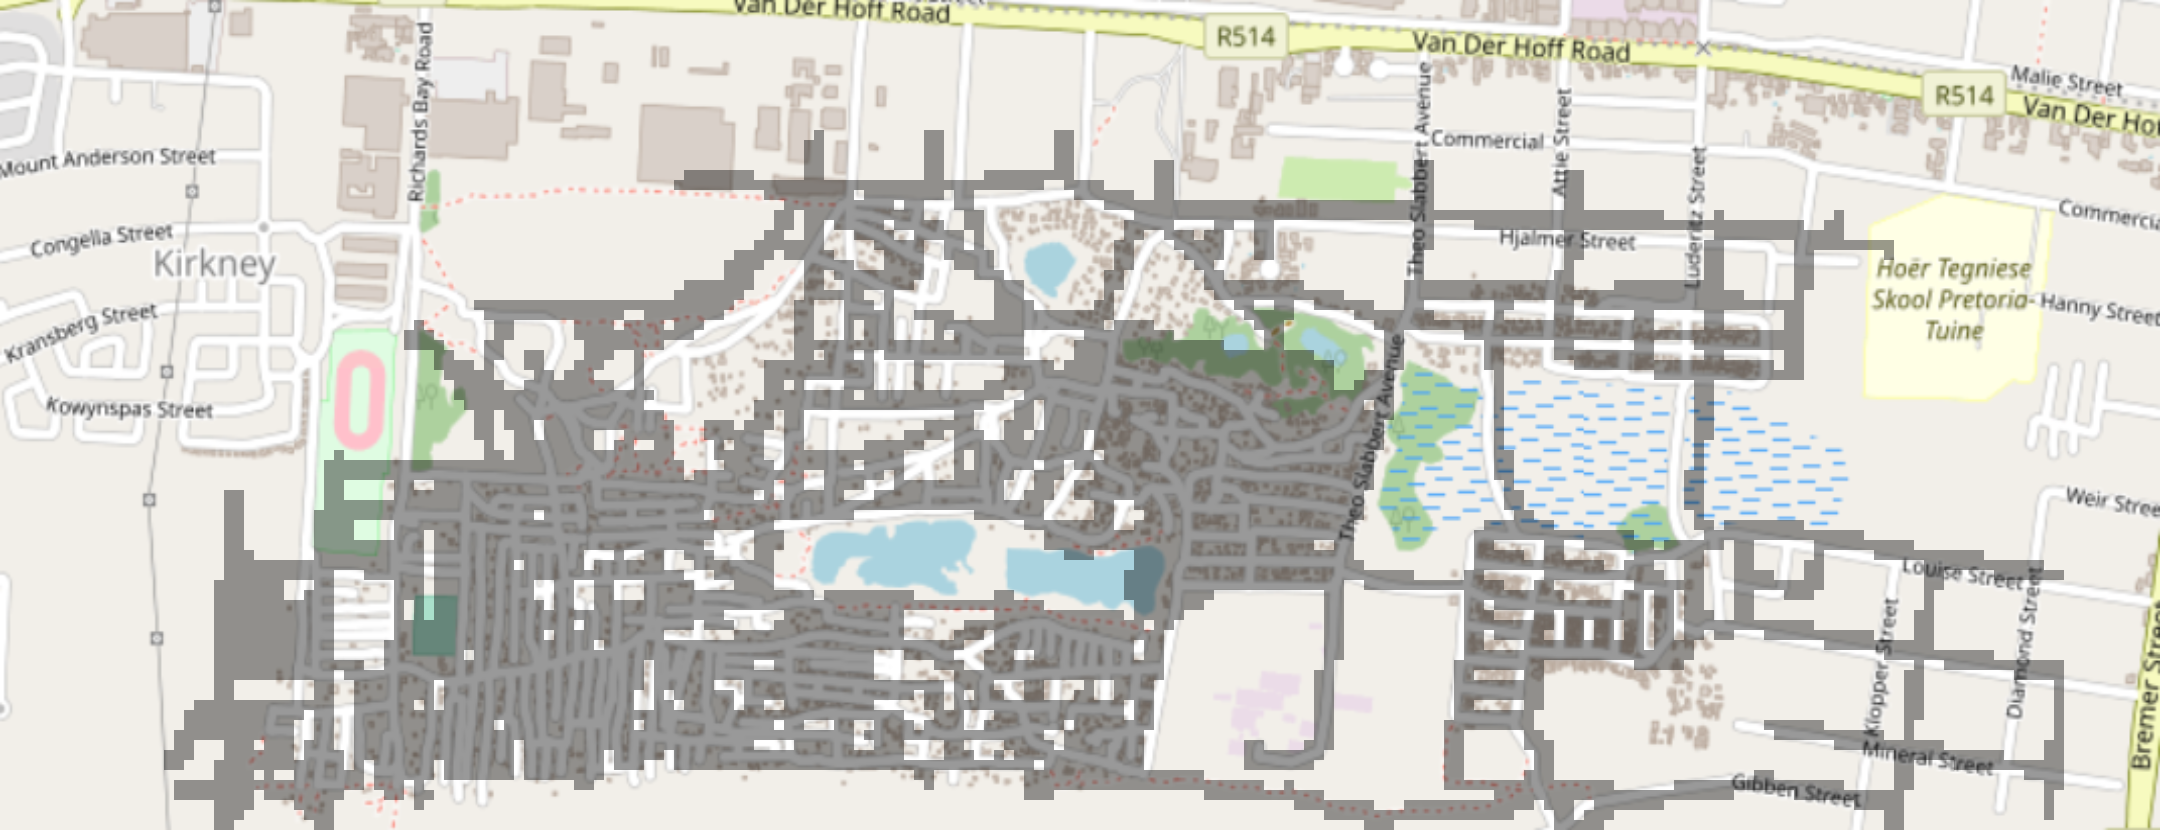 Van Der Hoff Road
R514
Van Der Hoff Road
Malie Street
R514
Van Der Hof
Richards Bay Road
Mount Anderson Street
Congella Street
Kirkney
Kransberg Street
Kowynspas Street
Theo Slabbert Avenue
Commercial
Attie Street
Luderitz Street
Hjalmer Street
Commercia
Hoër Tegniese
Skool Pretoria-
Tuine
Hanny Street
Theo Slabbert Avenue
Weir Stree
Louise Street
Klopper Street
Diamond Street
Mineral Street
Gibben Street
Bremer Street